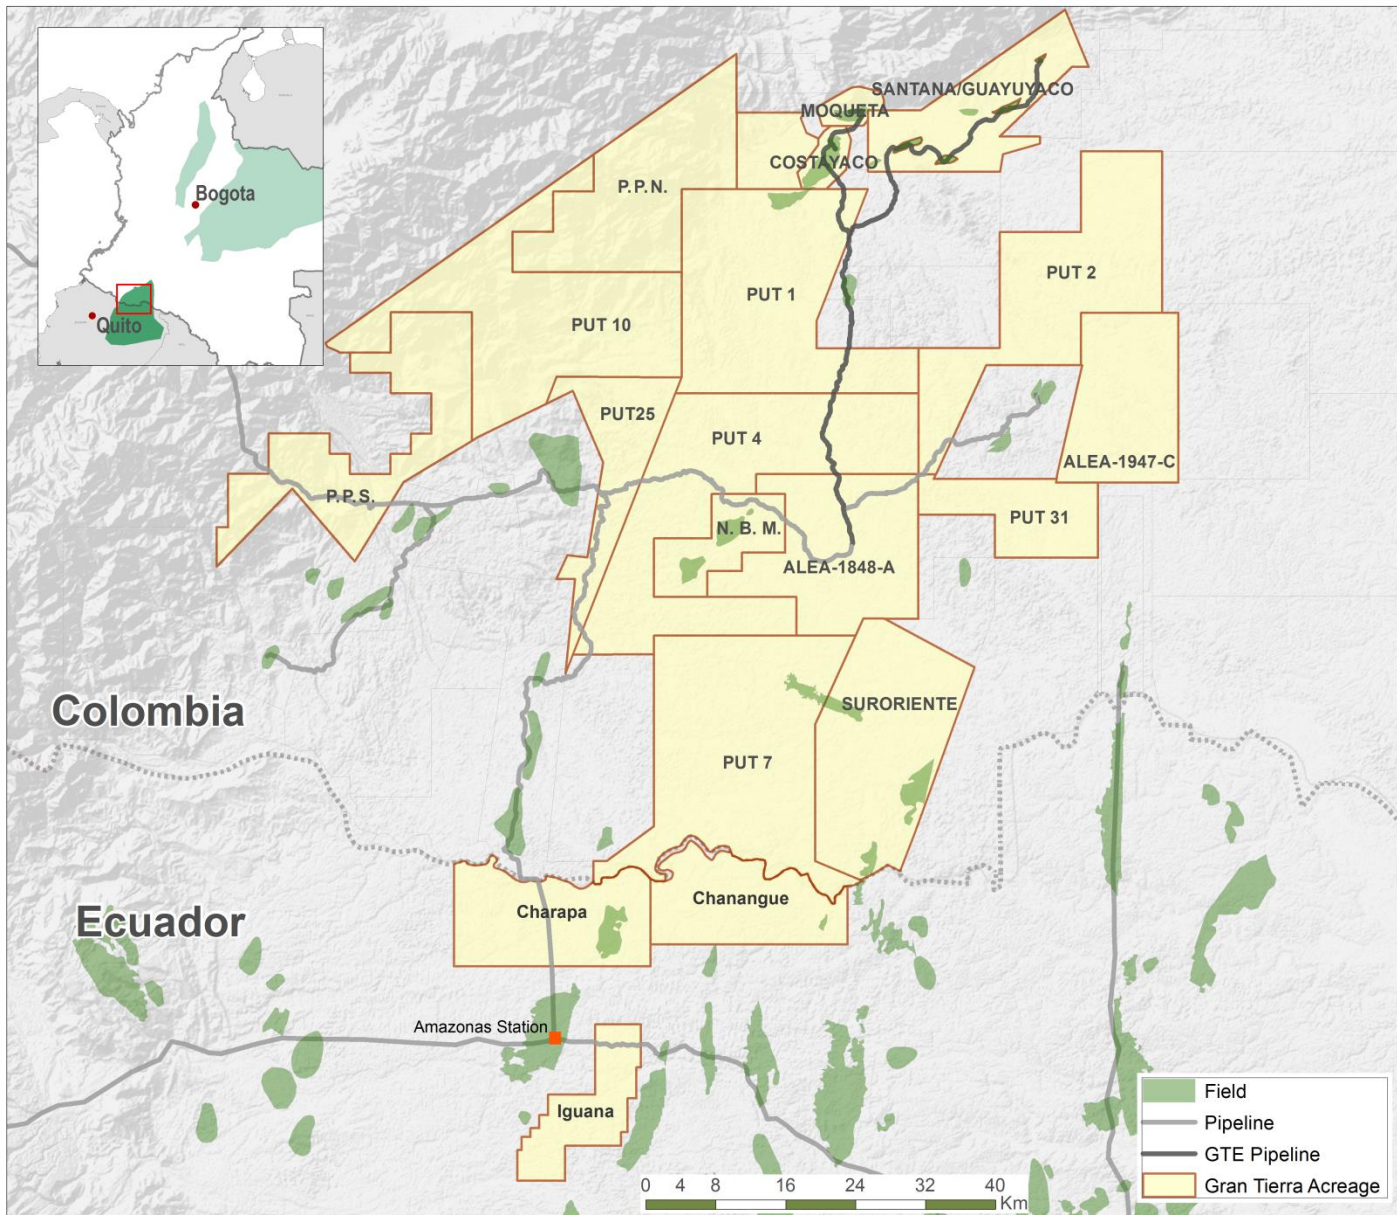 Bogota
Quito
SANTANA/GUAYUYACO
MOQUETA
COSTAYACO
P.P.N.
PUT 2
PUT 1
PUT 10
PUT25
PUT 4
ALEA-1947-C
P.P.S.
PUT 31
N. B. M.
ALEA-1848-A
Colombia
SURORIENTE
PUT 7
Ecuador
Charapa
Chanangue
Amazonas Station
Iguana
Field
Pipeline
GTE Pipeline
Gran Tierra Acreage
0 4 8 16 24 32 40
Km